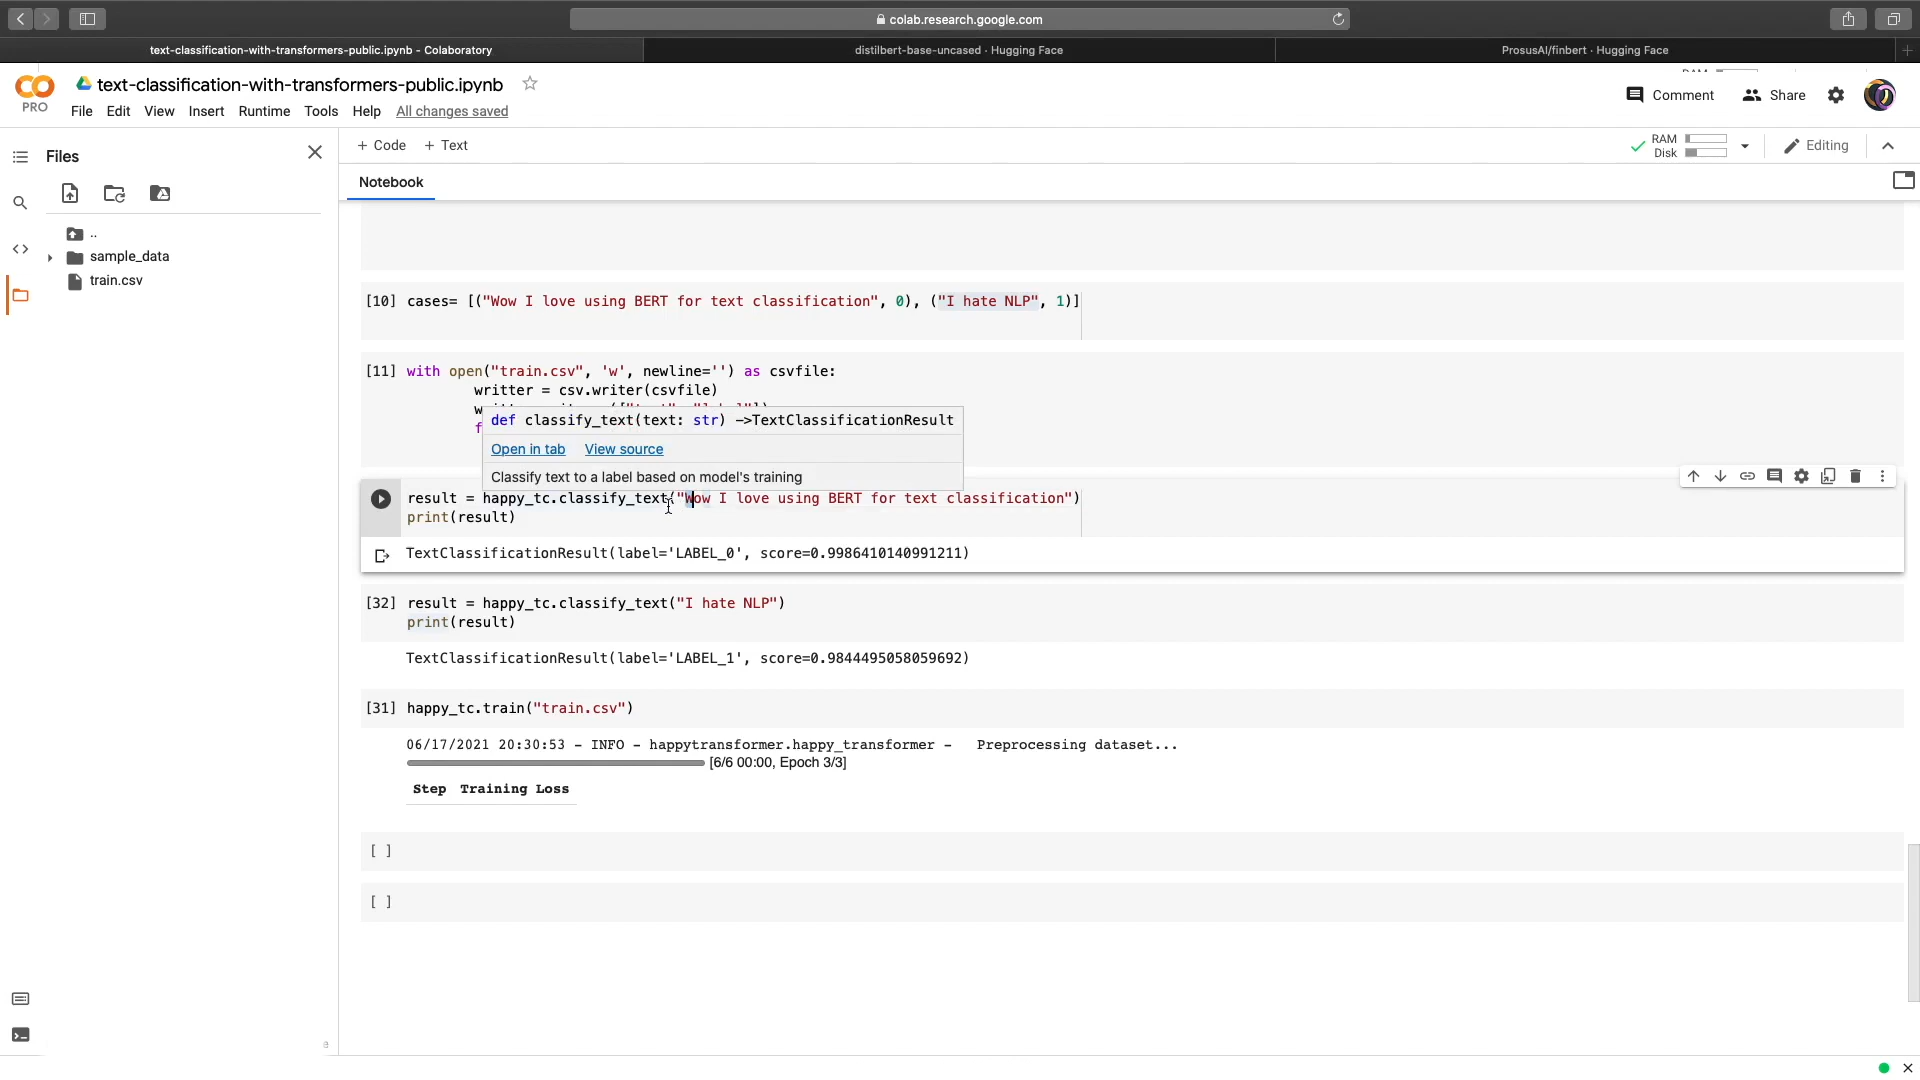 colab.research.google.com
text-classification-with-transformers-public.ipynb - Colaboratory
distilbert-base-uncased · Hugging Face
ProsusAI/finbert · Hugging Face
text-classification-with-transformers-public.ipynb
PRO
File Edit View Insert Runtime Tools Help All changes saved
Comment Share
Files
+ Code + Text
RAM
Disk
Editing
Notebook
..
sample_data
train.csv
[10] cases= [("Wow I love using BERT for text classification", 0), ("I hate NLP", 1)]
[11] with open("train.csv", 'w', newline='') as csvfile:
writter = csv.writer(csvfile)
def classify_text(text: str) ->TextClassificationResult
Open in tab View source
Classify text to a label based on model's training
result = happy_tc.classify_text("Wow I love using BERT for text classification")
print(result)
TextClassificationResult(label='LABEL_0', score=0.9986410140991211)
[32] result = happy_tc.classify_text("I hate NLP")
print(result)
TextClassificationResult(label='LABEL_1', score=0.9844495058059692)
[31] happy_tc.train("train.csv")
06/17/2021 20:30:53 - INFO - happytransformer.happy_transformer - Preprocessing dataset...
[6/6 00:00, Epoch 3/3]
Step Training Loss
[ ]
[ ]